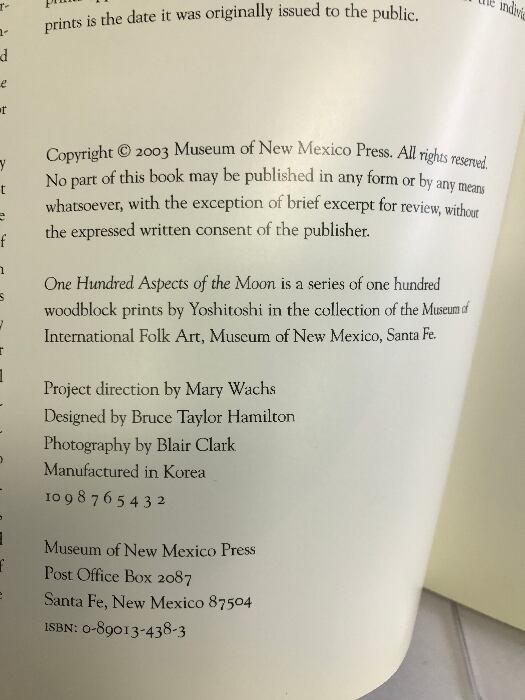 prints is the date it was originally issued to the public.
Copyright © 2003 Museum of New Mexico Press. All rights reserved.
No part of this book may be published in any form or by any means
whatsoever, with the exception of brief excerpt for review, without
the expressed written consent of the publisher.
One Hundred Aspects of the Moon is a series of one hundred
woodblock prints by Yoshitoshi in the collection of the Museum of
International Folk Art, Museum of New Mexico, Santa Fe.
Project direction by Mary Wachs
Designed by Bruce Taylor Hamilton
Photography by Blair Clark
Manufactured in Korea
10 9 8 7 6 5 4 3 2
Museum of New Mexico Press
Post Office Box 2087
Santa Fe, New Mexico 87504
ISBN: 0-89013-438-3